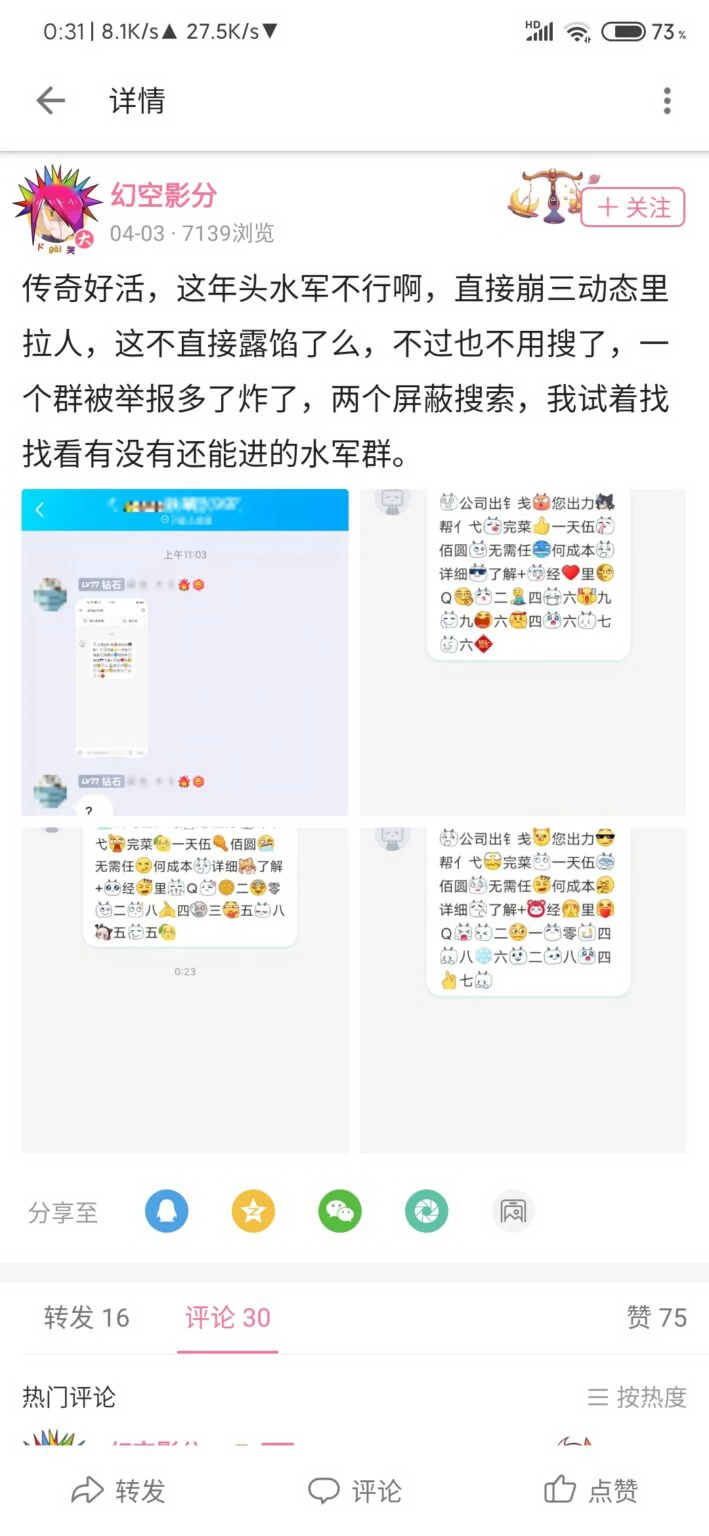 0:31 | 8.1K/s▲ 27.5K/s▼
HD
73%
详情
幻空影分
04-03 · 7139浏览
+ 关注
传奇好活，这年头水军不行啊，直接崩三动态里
拉人，这不直接露馅了么，不过也不用搜了，一
个群被举报多了炸了，两个屏蔽搜索，我试着找
找看有没有还能进的水军群。
上午11:03
LV77 钻石
LV77 钻石
?
公司出钅戋您出力
帮亻弋完菜一天伍
佰圆无需任何成本
详细了解+经里
Q二四六九
九六四六七
六
弋完菜一天伍佰圆
无需任何成本详细了解
+经里Q二零
二八四三五八
五五
0:23
公司出钅戋您出力
帮亻弋完菜一天伍
佰圆无需任何成本
详细了解+经里
Q二一零四
八六二八四
七
分享至
转发 16
评论 30
赞 75
热门评论
按热度
转发
评论
点赞